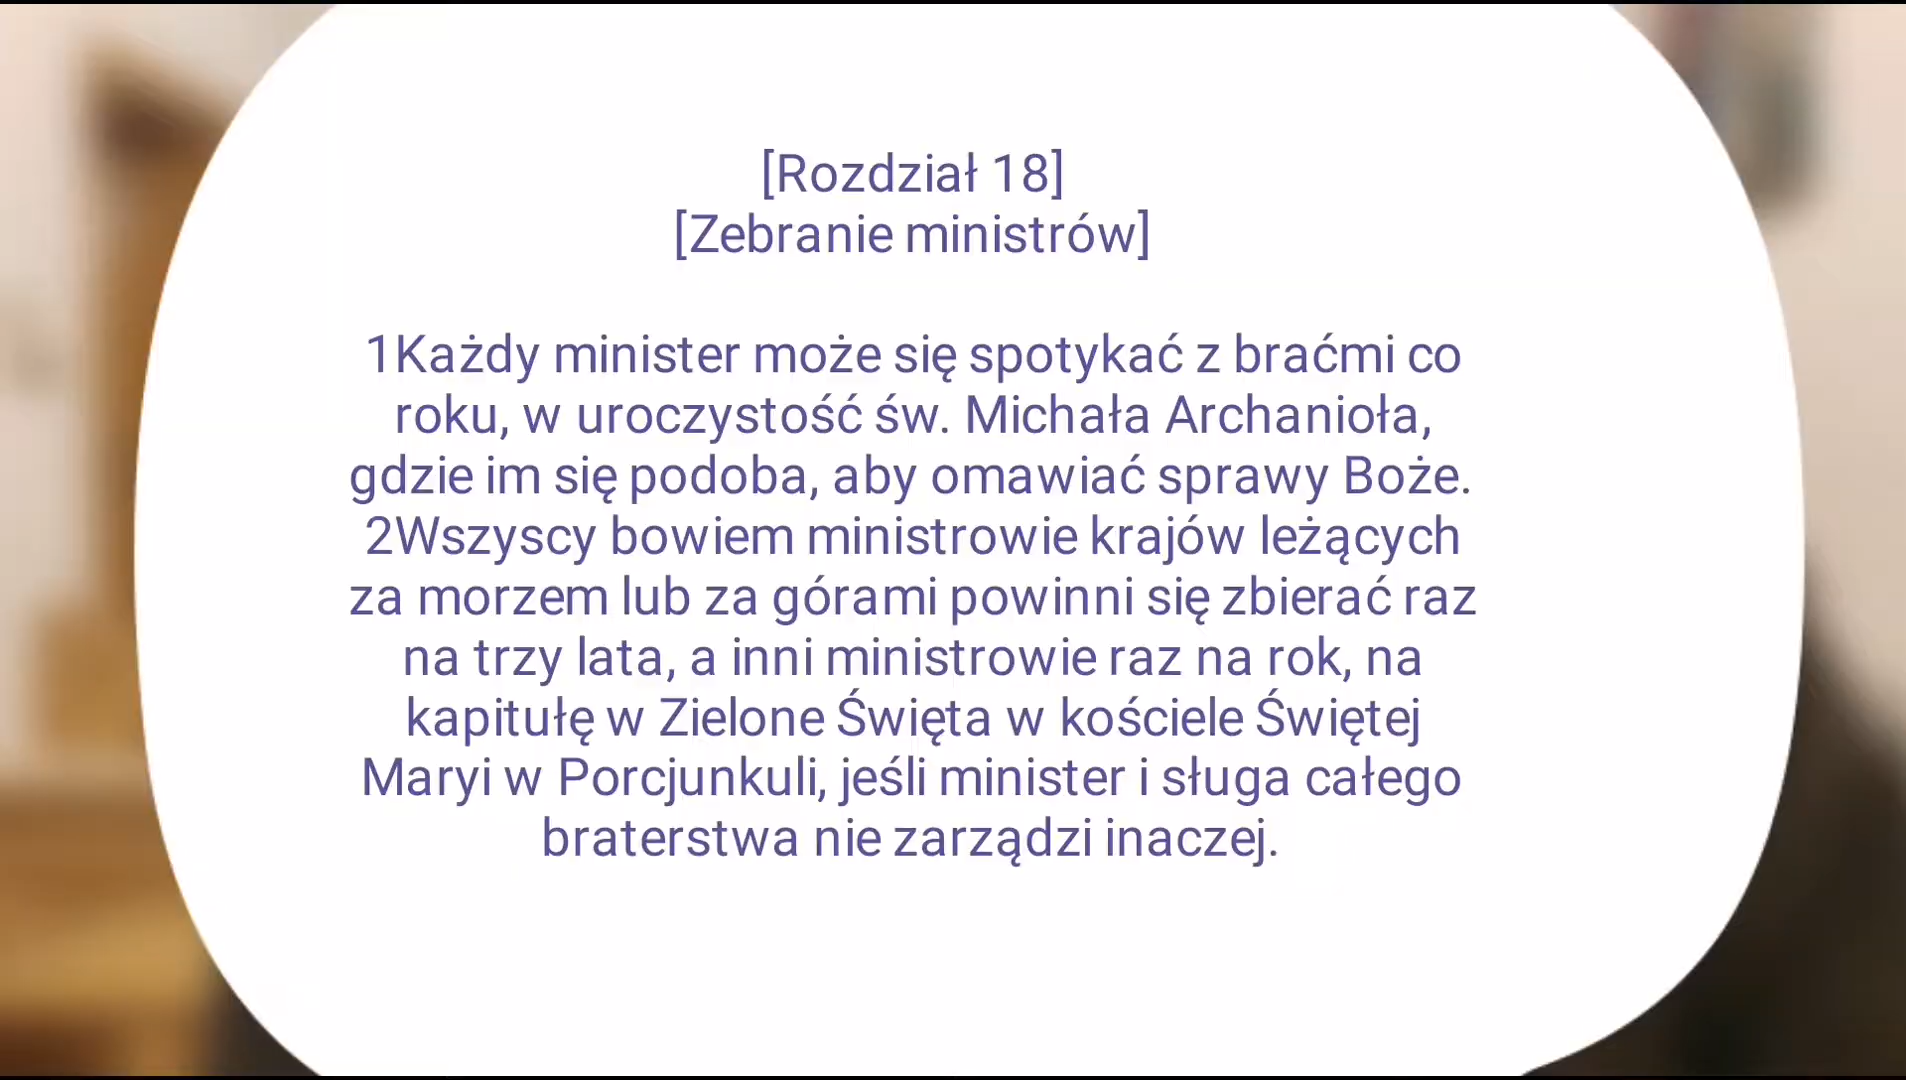 [Rozdział 18]
[Zebranie ministrów]
1Każdy minister może się spotykać z braćmi co
roku, w uroczystość św. Michała Archanioła,
gdzie im się podoba, aby omawiać sprawy Boże.
2Wszyscy bowiem ministrowie krajów leżących
za morzem lub za górami powinni się zbierać raz
na trzy lata, a inni ministrowie raz na rok, na
kapitułę w Zielone Święta w kościele Świętej
Maryi w Porcjunkuli, jeśli minister i sługa całego
braterstwa nie zarządzi inaczej.